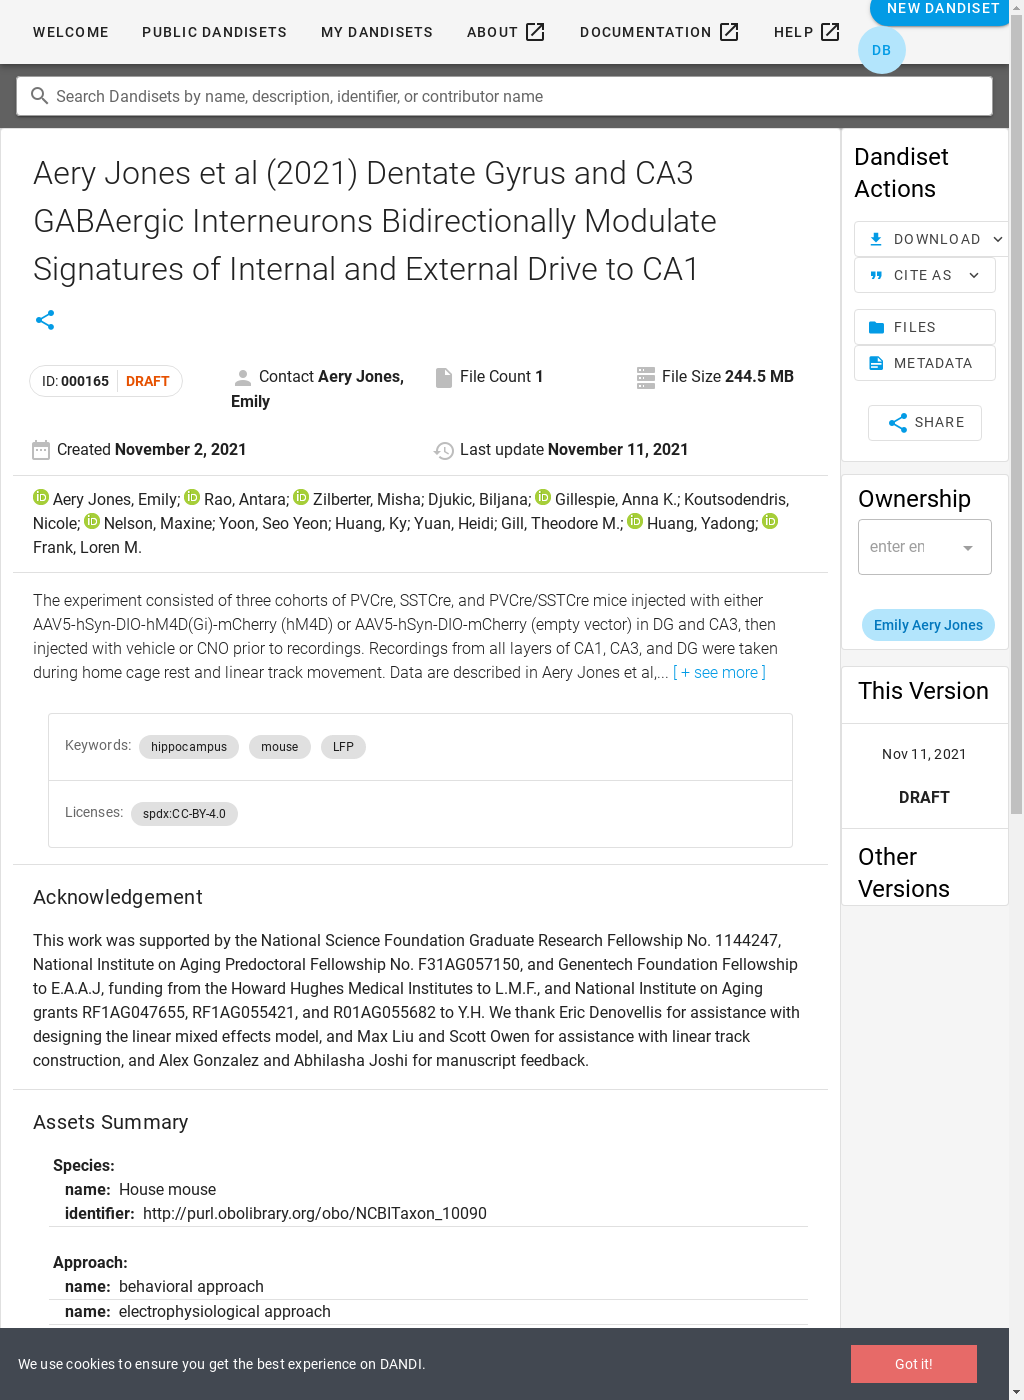 WELCOME PUBLIC DANDISETS MY DANDISETS ABOUT DOCUMENTATION HELP NEW DANDISET
DB
Search Dandisets by name, description, identifier, or contributor name
Aery Jones et al (2021) Dentate Gyrus and CA3
GABAergic Interneurons Bidirectionally Modulate
Signatures of Internal and External Drive to CA1
ID: 000165 DRAFT
Contact Aery Jones,
Emily
File Count 1
File Size 244.5 MB
Created November 2, 2021
Last update November 11, 2021
Aery Jones, Emily; Rao, Antara; Zilberter, Misha; Djukic, Biljana; Gillespie, Anna K.; Koutsodendris,
Nicole; Nelson, Maxine; Yoon, Seo Yeon; Huang, Ky; Yuan, Heidi; Gill, Theodore M.; Huang, Yadong;
Frank, Loren M.
The experiment consisted of three cohorts of PVCre, SSTCre, and PVCre/SSTCre mice injected with either
AAV5-hSyn-DIO-hM4D(Gi)-mCherry (hM4D) or AAV5-hSyn-DIO-mCherry (empty vector) in DG and CA3, then
injected with vehicle or CNO prior to recordings. Recordings from all layers of CA1, CA3, and DG were taken
during home cage rest and linear track movement. Data are described in Aery Jones et al,... [ + see more ]
Keywords: hippocampus mouse LFP
Licenses: spdx:CC-BY-4.0
Acknowledgement
This work was supported by the National Science Foundation Graduate Research Fellowship No. 1144247,
National Institute on Aging Predoctoral Fellowship No. F31AG057150, and Genentech Foundation Fellowship
to E.A.A.J, funding from the Howard Hughes Medical Institutes to L.M.F., and National Institute on Aging
grants RF1AG047655, RF1AG055421, and R01AG055682 to Y.H. We thank Eric Denovellis for assistance with
designing the linear mixed effects model, and Max Liu and Scott Owen for assistance with linear track
construction, and Alex Gonzalez and Abhilasha Joshi for manuscript feedback.
Assets Summary
Species:
name: House mouse
identifier: http://purl.obolibrary.org/obo/NCBITaxon_10090
Approach:
name: behavioral approach
name: electrophysiological approach
Dandiset
Actions
DOWNLOAD
CITE AS
FILES
METADATA
SHARE
Ownership
enter en
Emily Aery Jones
This Version
Nov 11, 2021
DRAFT
Other
Versions
We use cookies to ensure you get the best experience on DANDI.
Got it!